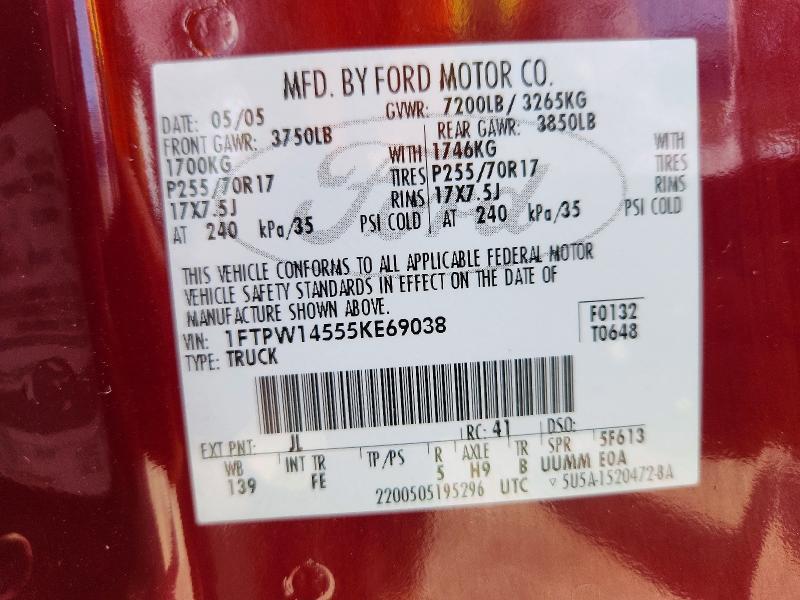 MFD. BY FORD MOTOR CO.
DATE: 05/05 GVWR: 7200LB/ 3265KG
FRONT GAWR: 3750LB REAR GAWR: 3850LB
1700KG WITH 1746KG WITH
P255/70R17 TIRES P255/70R17 TIRES
17X7.5J RIMS 17X7.5J RIMS
AT 240 kPa/35 PSI COLD AT 240 kPa/35 PSI COLD
Ford
THIS VEHICLE CONFORMS TO ALL APPLICABLE FEDERAL MOTOR
VEHICLE SAFETY STANDARDS IN EFFECT ON THE DATE OF
MANUFACTURE SHOWN ABOVE.
VIN: 1FTPW14555KE69038 F0132
TYPE: TRUCK T0648
EXT PNT: JL RC: 41 DSO:
WB INT TR TP/PS R AXLE TR SPR 5F613
139 FE 5 H9 B UUMM EOA
2200505195296 UTC ▽ 5U5A-1520472-BA